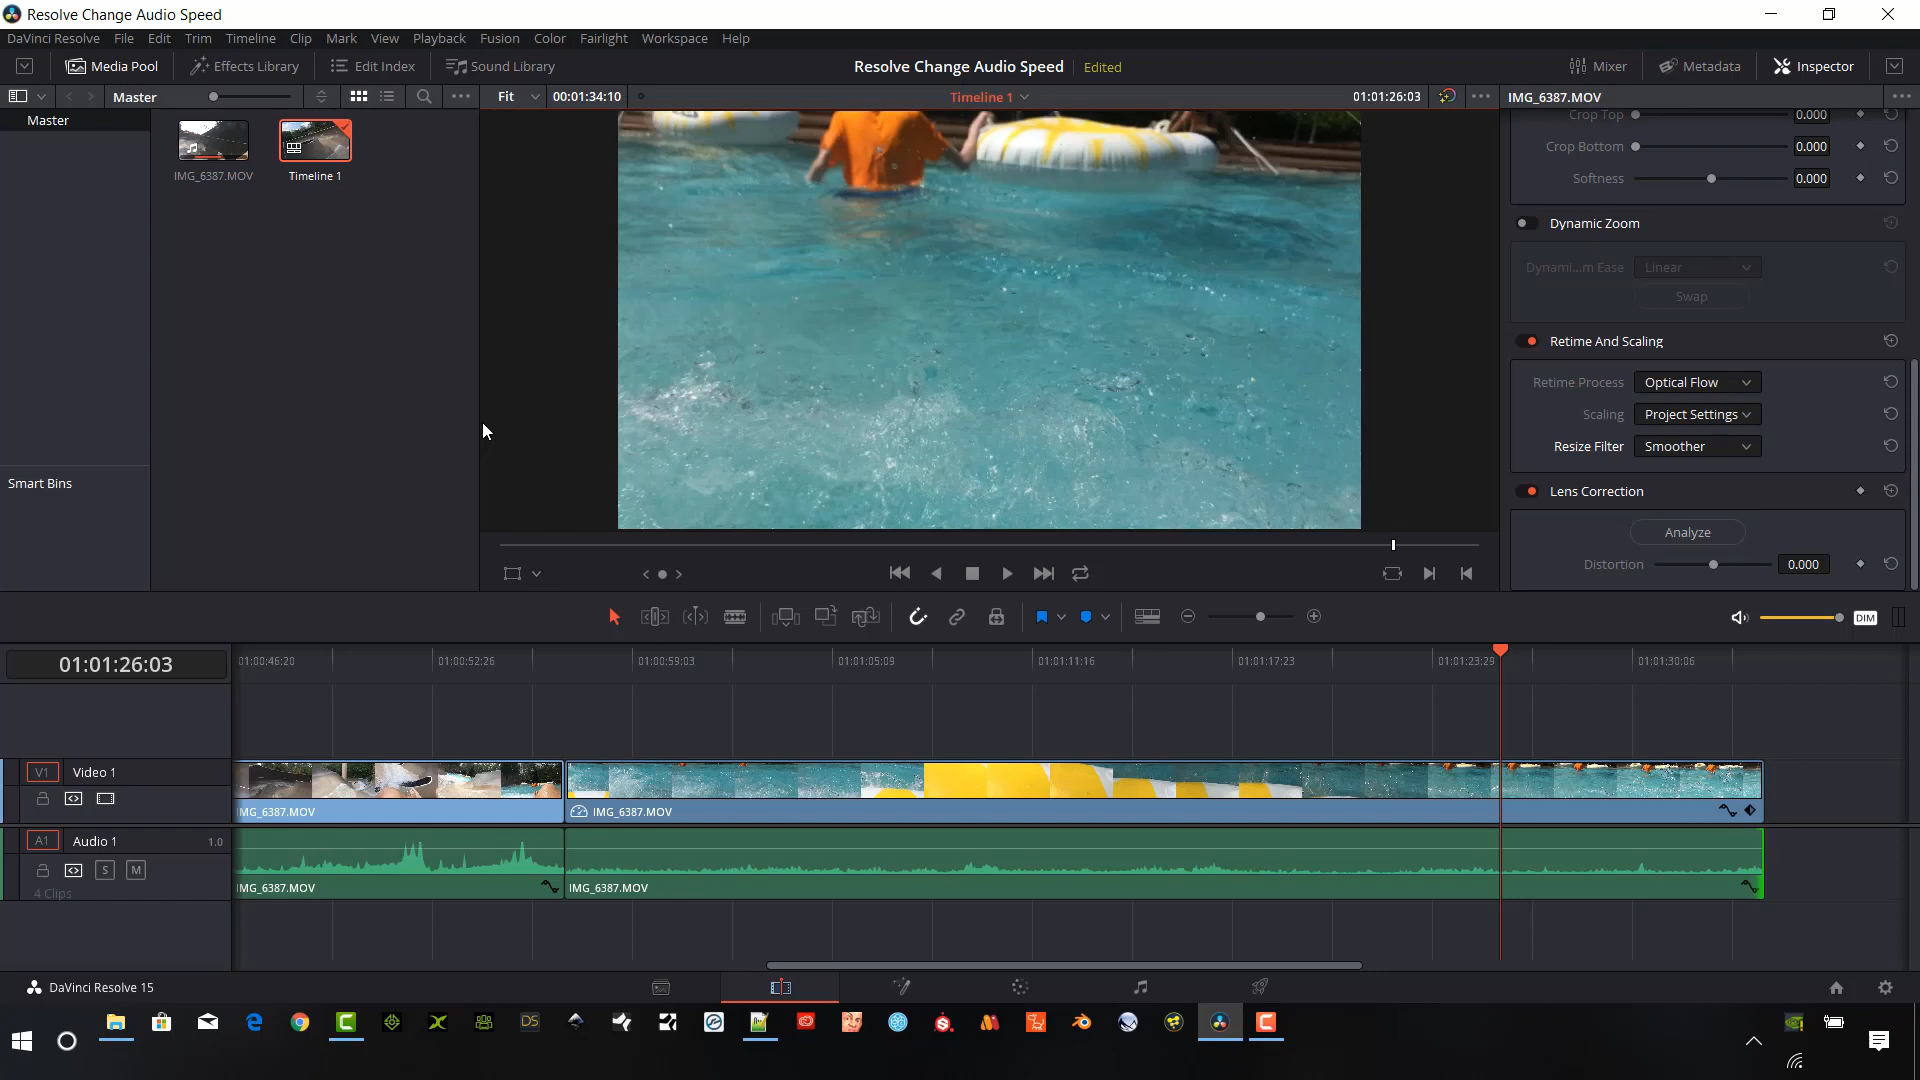 Resolve Change Audio Speed
DaVinci Resolve File Edit Trim Timeline Clip Mark View Playback Fusion Color Fairlight Workspace Help
Media Pool Effects Library Edit Index Sound Library Resolve Change Audio Speed Edited Mixer Metadata Inspector
Master Fit 00:01:34:10 Timeline 1 01:01:26:03 IMG_6387.MOV
Master
IMG_6387.MOV Timeline 1
Smart Bins
Crop Top 0.000
Crop Bottom 0.000
Softness 0.000
Dynamic Zoom
Dynami...m Ease Linear
Swap
Retime And Scaling
Retime Process Optical Flow
Scaling Project Settings
Resize Filter Smoother
Lens Correction
Analyze
Distortion 0.000
DIM
01:01:26:03 01:00:46:20 01:00:52:26 01:00:59:03 01:01:05:09 01:01:11:16 01:01:17:23 01:01:23:29 01:01:30:06
V1 Video 1
IMG_6387.MOV IMG_6387.MOV
A1 Audio 1 1.0
S M
4 Clips
IMG_6387.MOV IMG_6387.MOV
DaVinci Resolve 15
DS